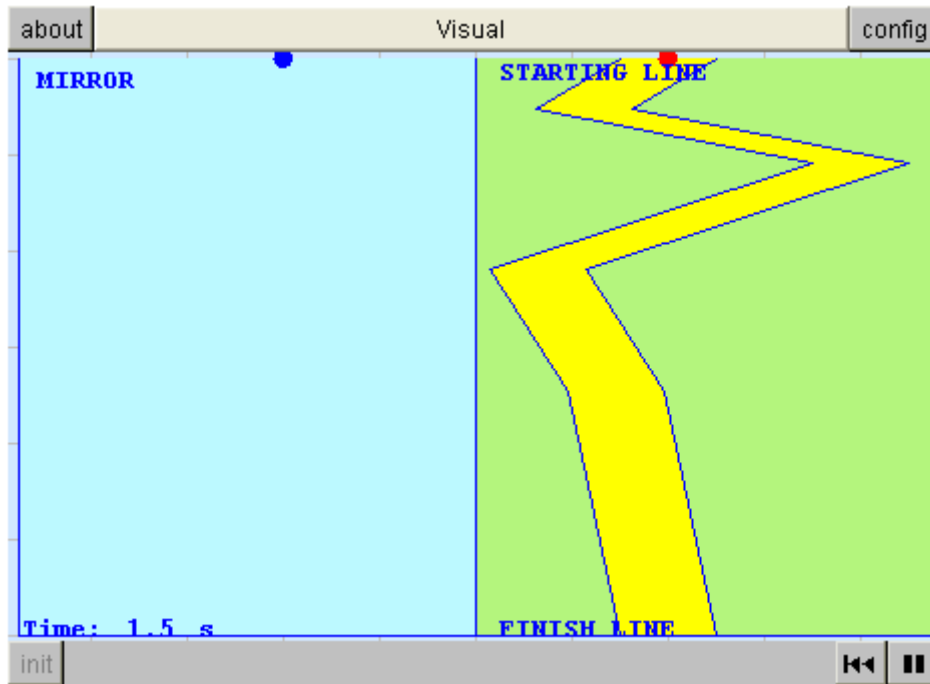 about Visual config
MIRROR STARTING LINE
Time: 1.5 s FINISH LINE
init